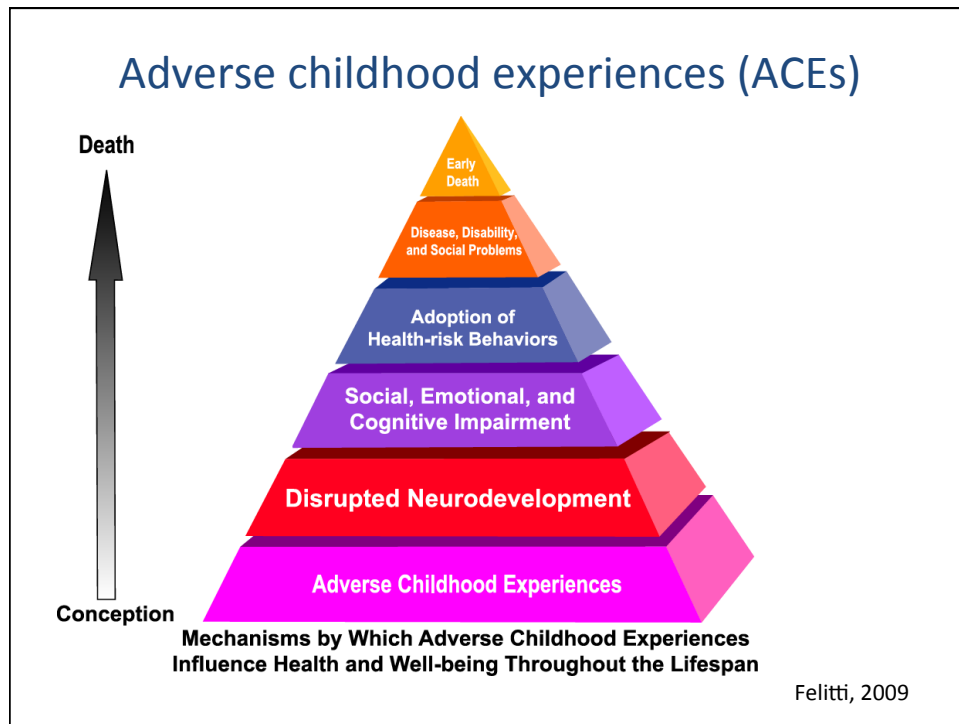 Adverse childhood experiences (ACEs)
Death
Early
Death
Disease, Disability,
and Social Problems
Adoption of
Health-risk Behaviors
Social, Emotional, and
Cognitive Impairment
Disrupted Neurodevelopment
Adverse Childhood Experiences
Conception
Mechanisms by Which Adverse Childhood Experiences
Influence Health and Well-being Throughout the Lifespan
Felitti, 2009